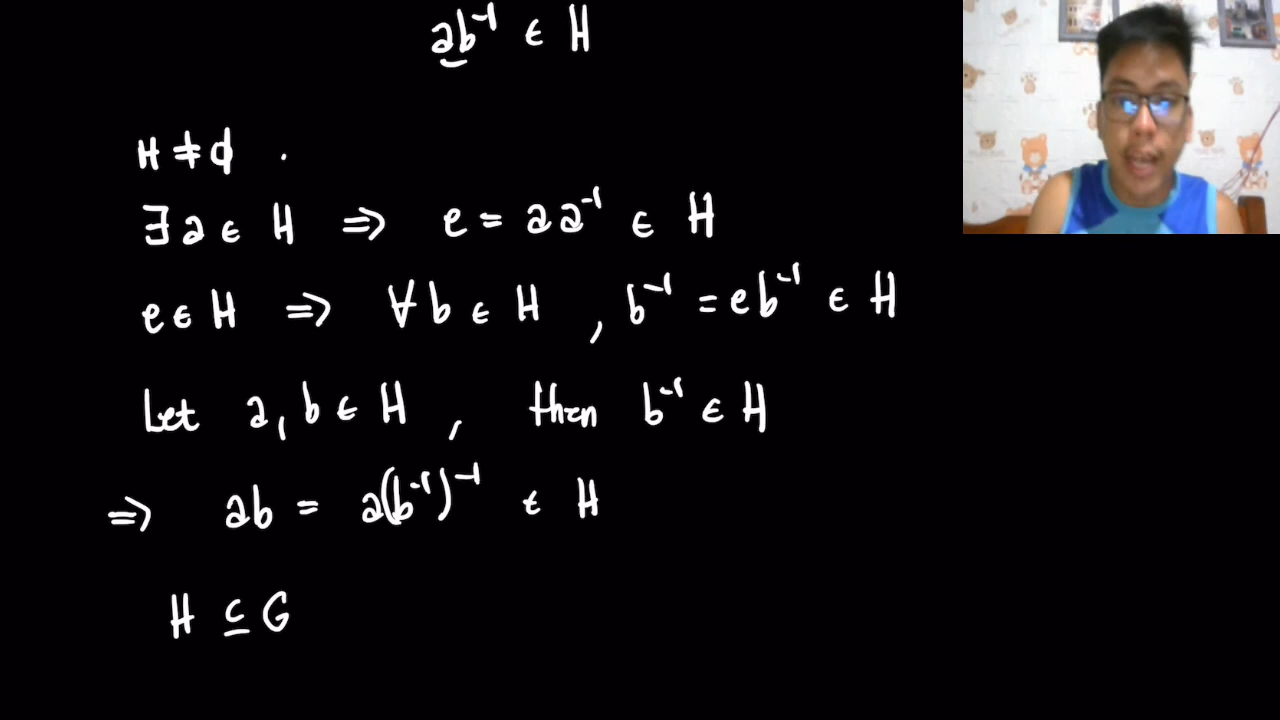 ab⁻¹ ∈ H
H ≠ ϕ .
∃ a ∈ H ⇒ e = aa⁻¹ ∈ H
e ∈ H ⇒ ∀ b ∈ H , b⁻¹ = eb⁻¹ ∈ H
Let a, b ∈ H , then b⁻¹ ∈ H
⇒ ab = a(b⁻¹)⁻¹ ∈ H
H ⊆ G